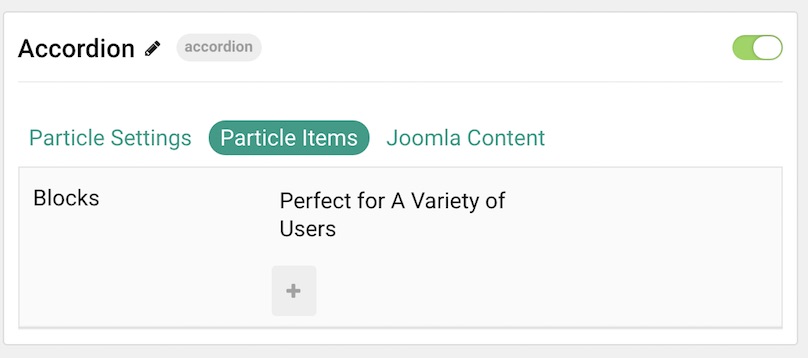 Accordion accordion
Particle Settings Particle Items Joomla Content
Blocks
Perfect for A Variety of
Users
+